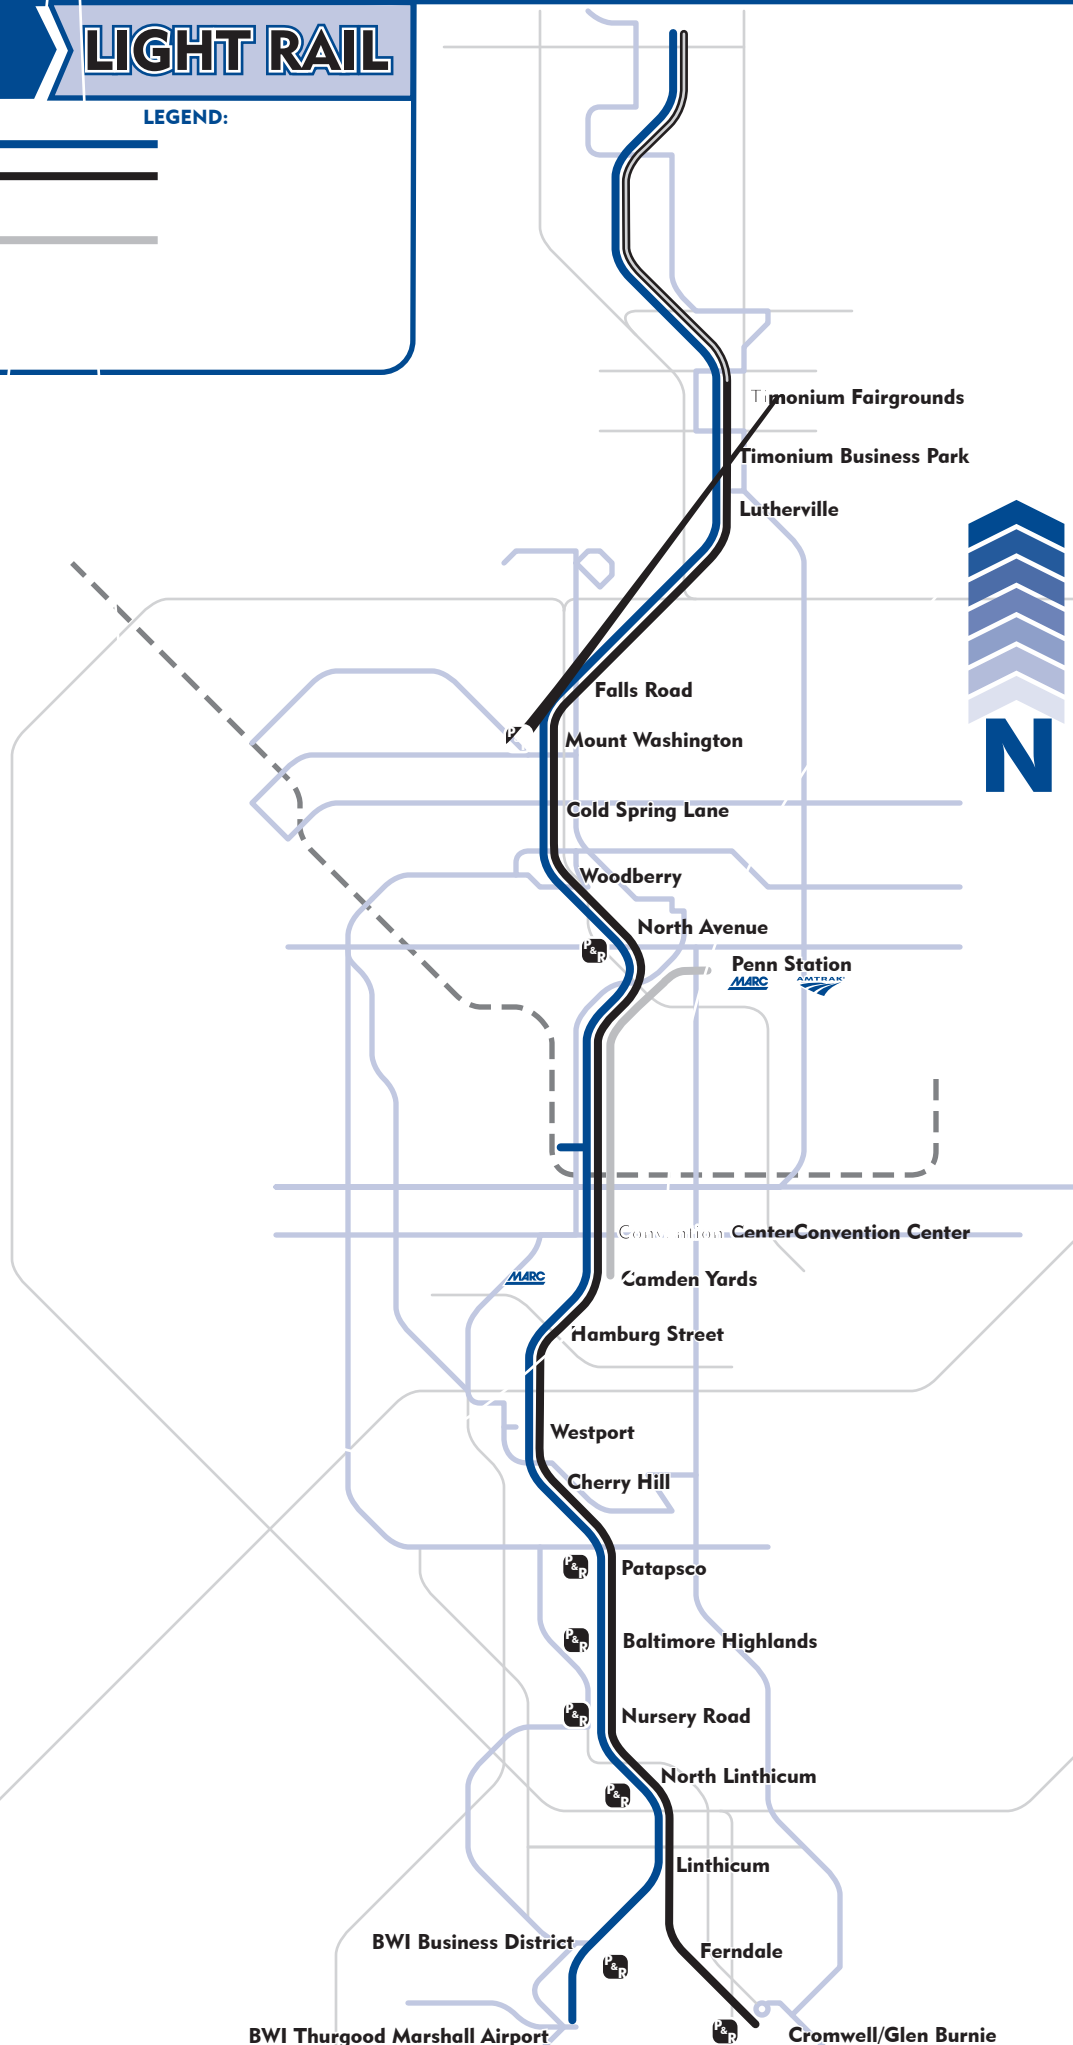 LIGHT RAIL
LEGEND:
Timonium Fairgrounds
Timonium Business Park
Lutherville
Falls Road
P
Mount Washington
N
Cold Spring Lane
Woodberry
North Avenue
P&R
Penn Station
MARC AMTRAK
Convention CenterConvention Center
MARC
Camden Yards
Hamburg Street
Westport
Cherry Hill
P&R
Patapsco
P&R
Baltimore Highlands
P&R
Nursery Road
North Linthicum
P&R
Linthicum
BWI Business District
Ferndale
P&R
BWI Thurgood Marshall Airport
P&R
Cromwell/Glen Burnie